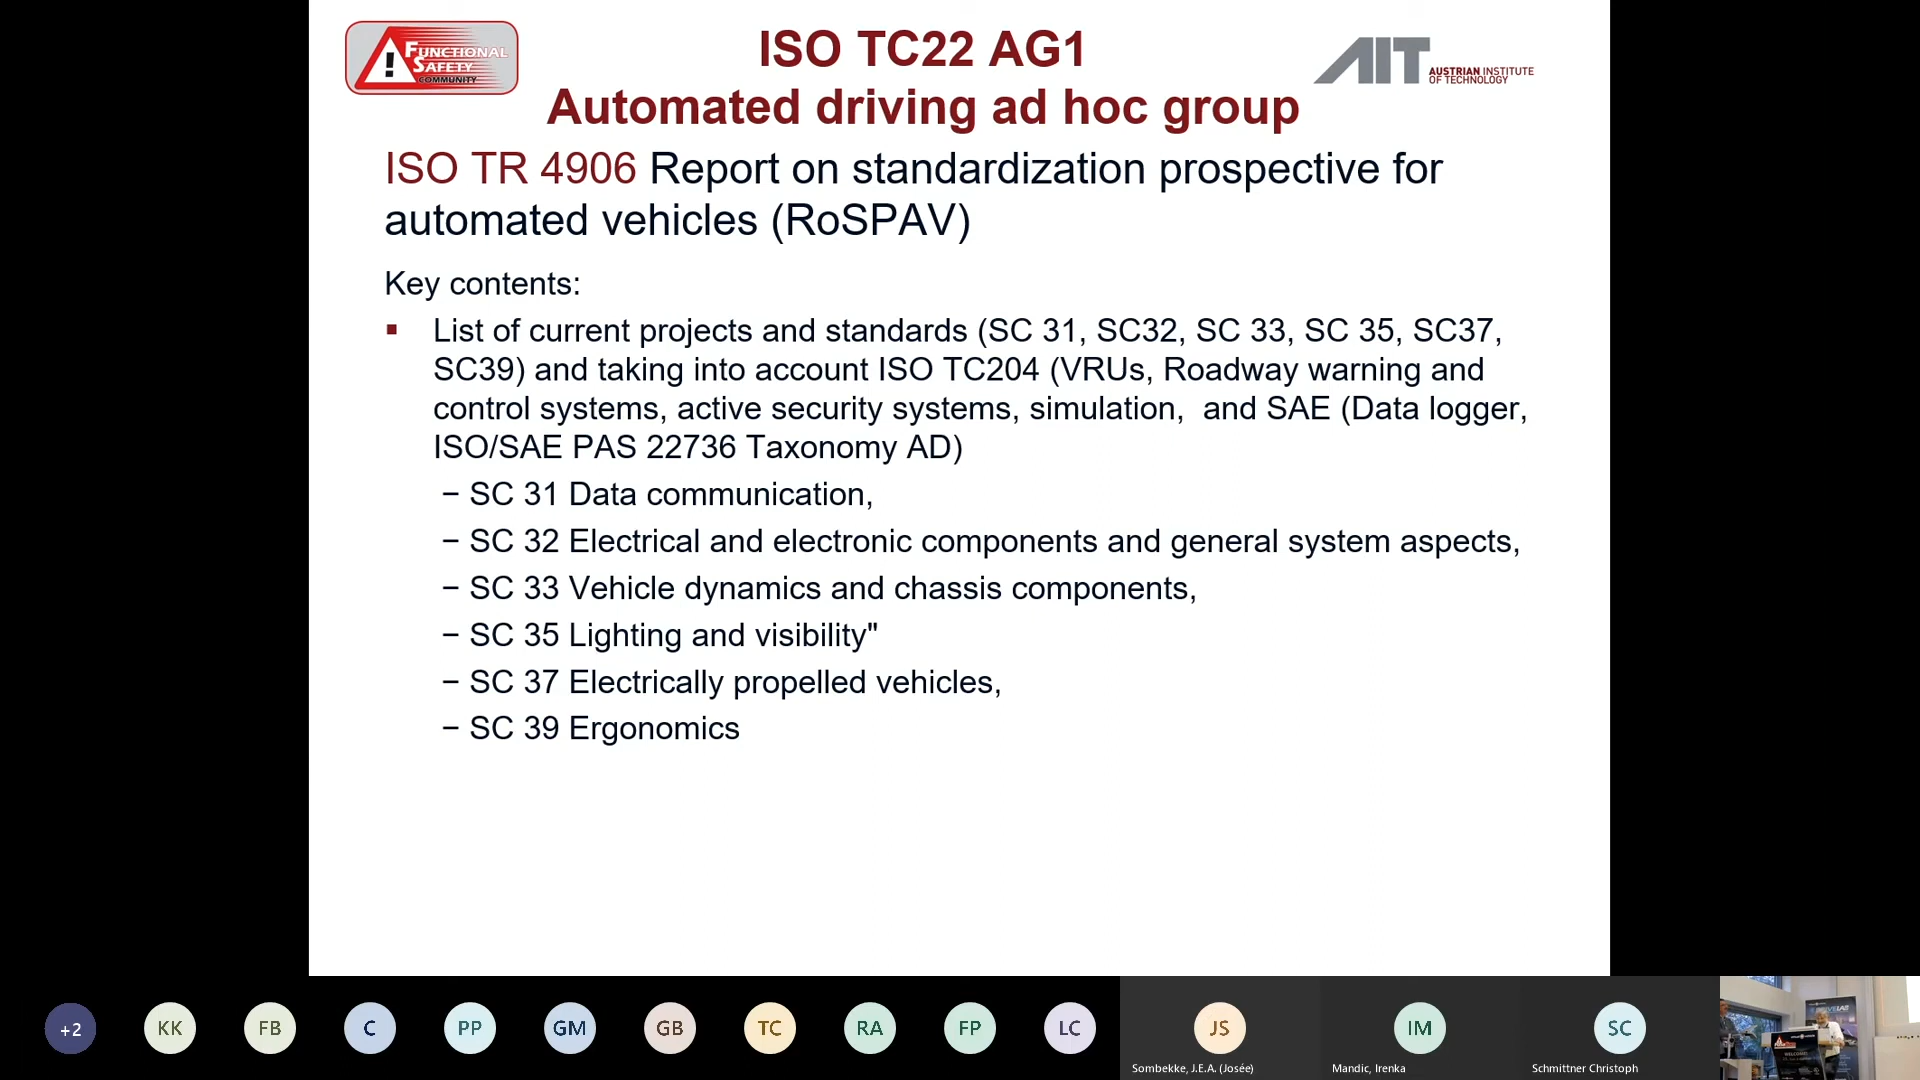 FUNCTIONAL
SAFETY
COMMUNITY
ISO TC22 AG1
Automated driving ad hoc group
AIT AUSTRIAN INSTITUTE
OF TECHNOLOGY
ISO TR 4906 Report on standardization prospective for
automated vehicles (RoSPAV)
Key contents:
▪ List of current projects and standards (SC 31, SC32, SC 33, SC 35, SC37,
SC39) and taking into account ISO TC204 (VRUs, Roadway warning and
control systems, active security systems, simulation, and SAE (Data logger,
ISO/SAE PAS 22736 Taxonomy AD)
− SC 31 Data communication,
− SC 32 Electrical and electronic components and general system aspects,
− SC 33 Vehicle dynamics and chassis components,
− SC 35 Lighting and visibility"
− SC 37 Electrically propelled vehicles,
− SC 39 Ergonomics
+2 KK FB C PP GM GB TC RA FP LC JS IM SC
Sombekke, J.E.A. (Josée) Mandic, Irenka Schmittner Christoph